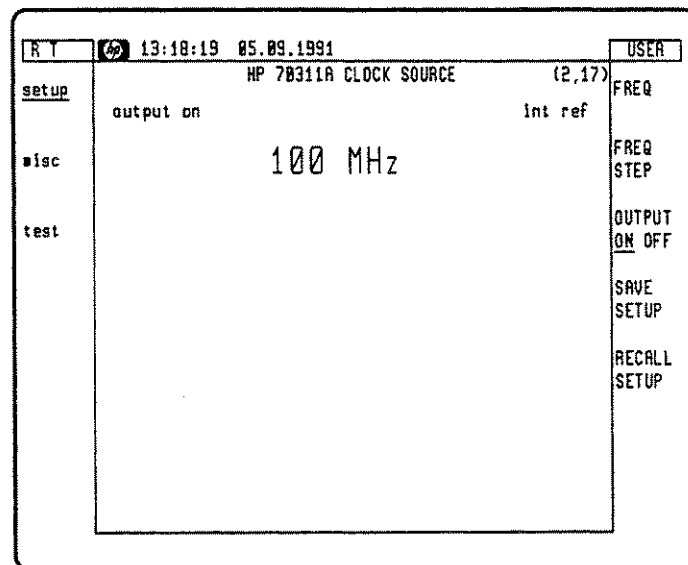 R T hp 13:18:19 05.09.1991 USER
HP 70311A CLOCK SOURCE (2,17)
setup
FREQ
output on int ref
misc
100 MHz
FREQ
STEP
test
OUTPUT
ON OFF
SAVE
SETUP
RECALL
SETUP